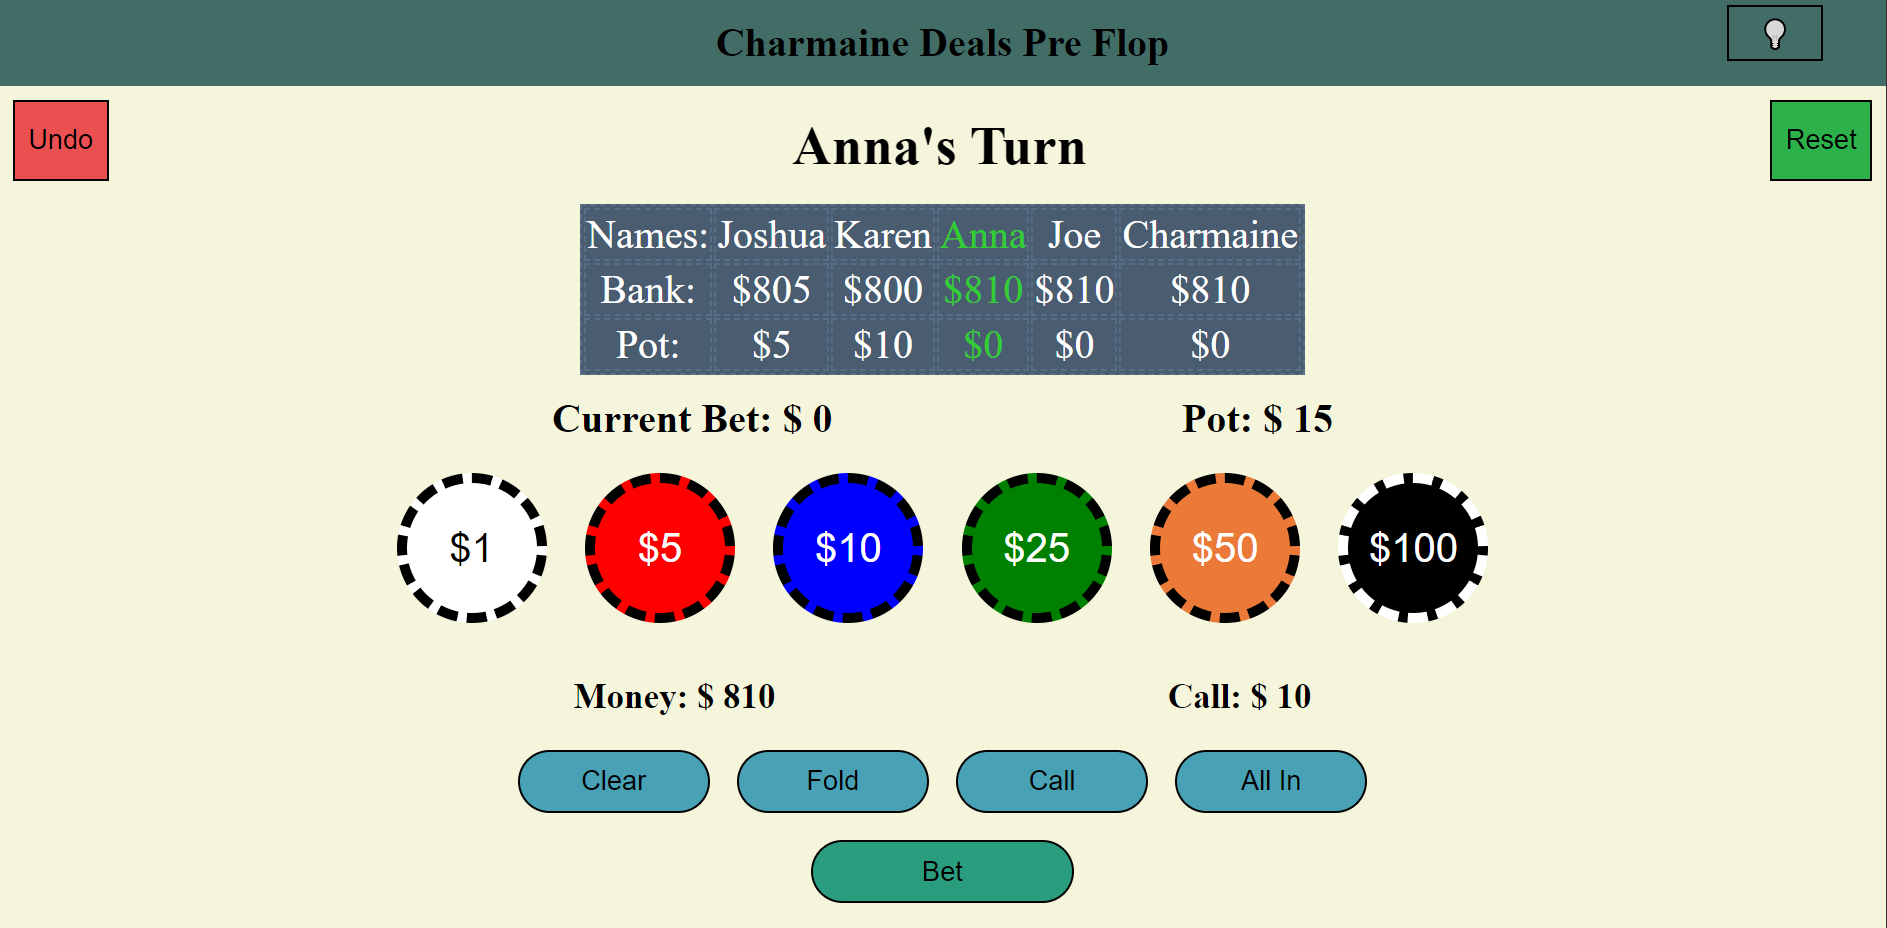 Charmaine Deals Pre Flop
Undo
Anna's Turn
Reset
Names: Joshua Karen Anna Joe Charmaine
Bank: $805 $800 $810 $810 $810
Pot: $5 $10 $0 $0 $0
Current Bet: $ 0 Pot: $ 15
$1 $5 $10 $25 $50 $100
Money: $ 810 Call: $ 10
Clear Fold Call All In
Bet